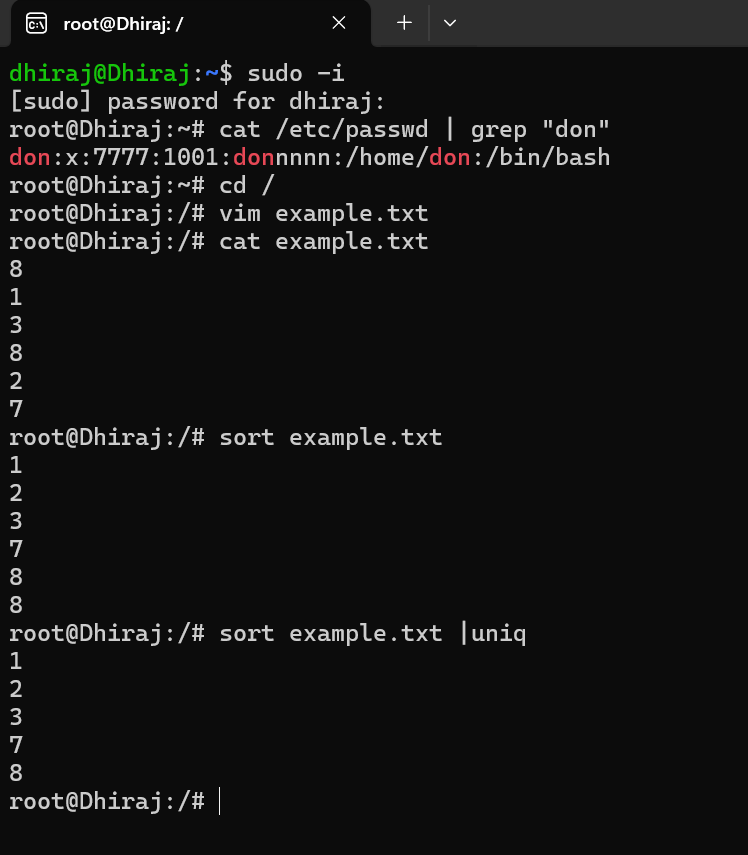 root@Dhiraj: /
dhiraj@Dhiraj:~$ sudo -i
[sudo] password for dhiraj:
root@Dhiraj:~# cat /etc/passwd | grep "don"
don:x:7777:1001:donnnnn:/home/don:/bin/bash
root@Dhiraj:~# cd /
root@Dhiraj:/# vim example.txt
root@Dhiraj:/# cat example.txt
8
1
3
8
2
7
root@Dhiraj:/# sort example.txt
1
2
3
7
8
8
root@Dhiraj:/# sort example.txt |uniq
1
2
3
7
8
root@Dhiraj:/#